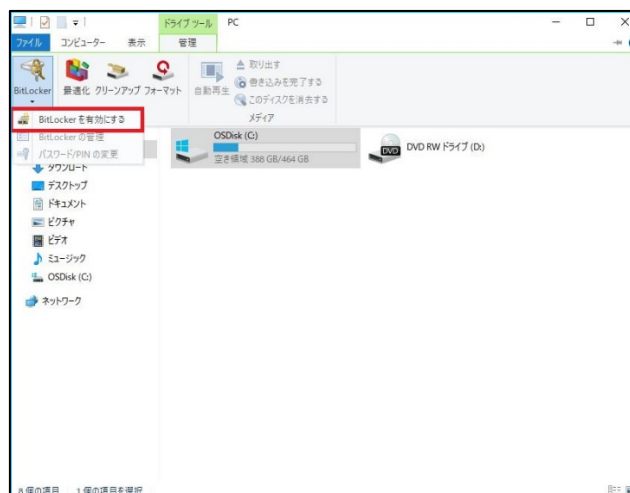 ドライブ ツール PC
ファイル コンピューター 表示 管理
BitLocker 最適化 クリーンアップ フォーマット 自動再生
取り出す
書き込みを完了する
このディスクを消去する
メディア
BitLocker を有効にする
BitLocker の管理
パスワード/PIN の変更
ダウンロード
デスクトップ
ドキュメント
ピクチャ
ビデオ
ミュージック
OSDisk (C:)
ネットワーク
OSDisk (C:)
空き領域 388 GB/464 GB
DVD RW ドライブ (D:)
DVD
8 個の項目 1 個の項目を選択